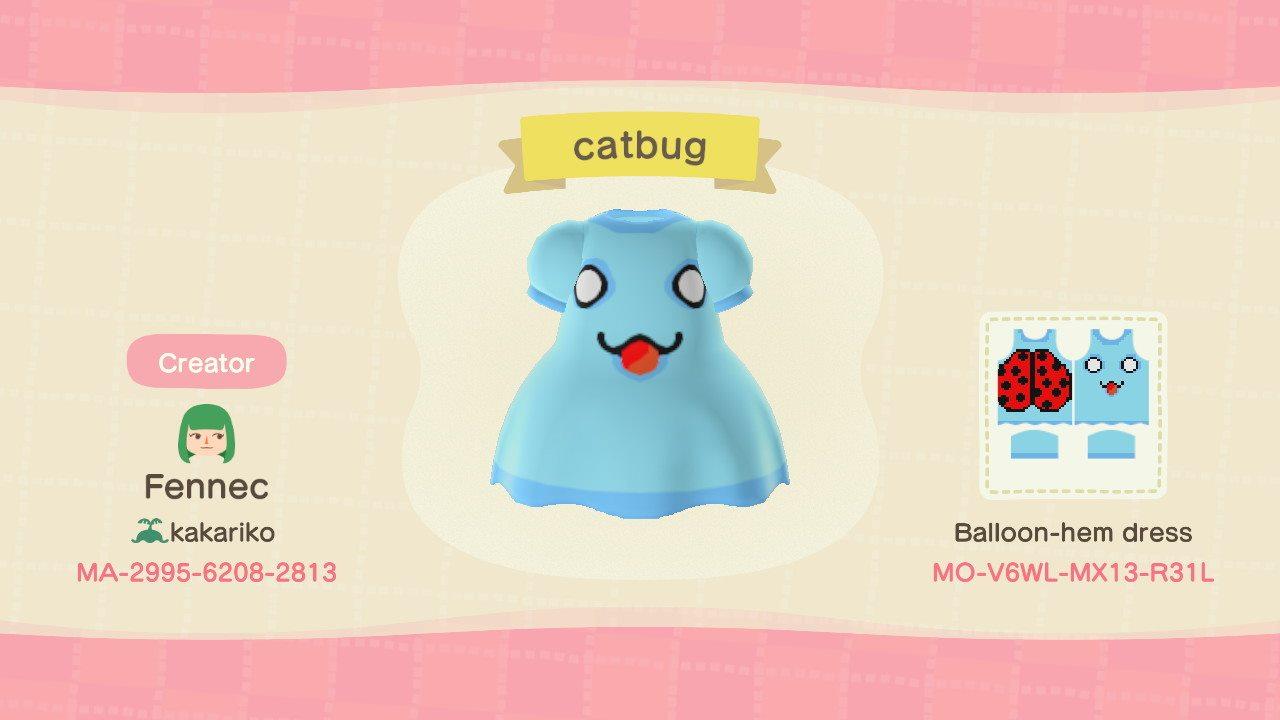 catbug
Creator
Fennec
kakariko
MA-2995-6208-2813
Balloon-hem dress
MO-V6WL-MX13-R31L